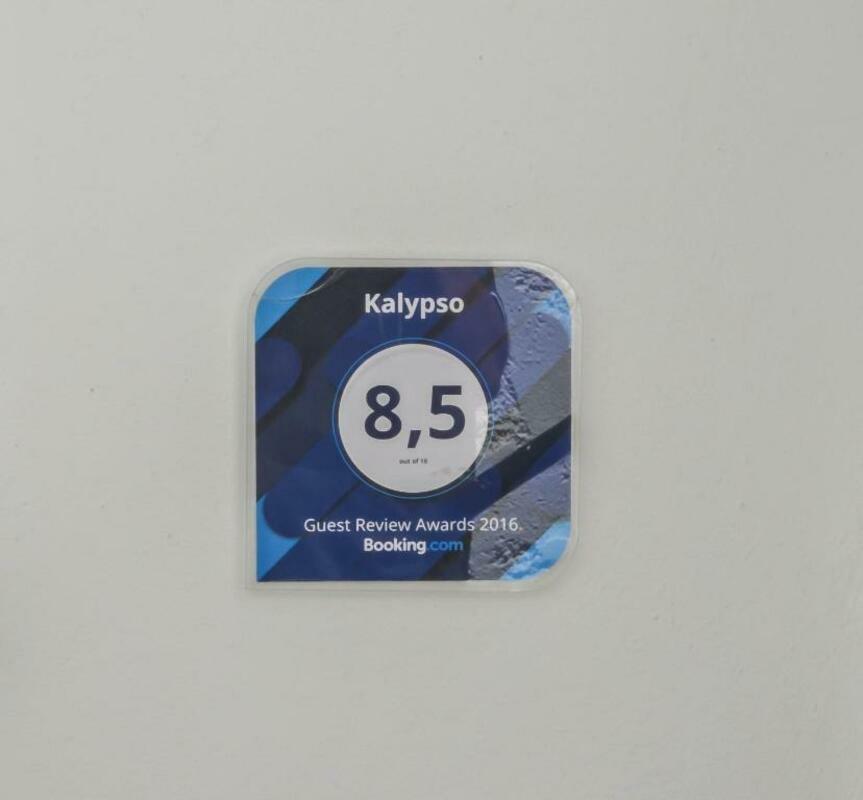 Kalypso
8,5
out of 10
Guest Review Awards 2016.
Booking.com